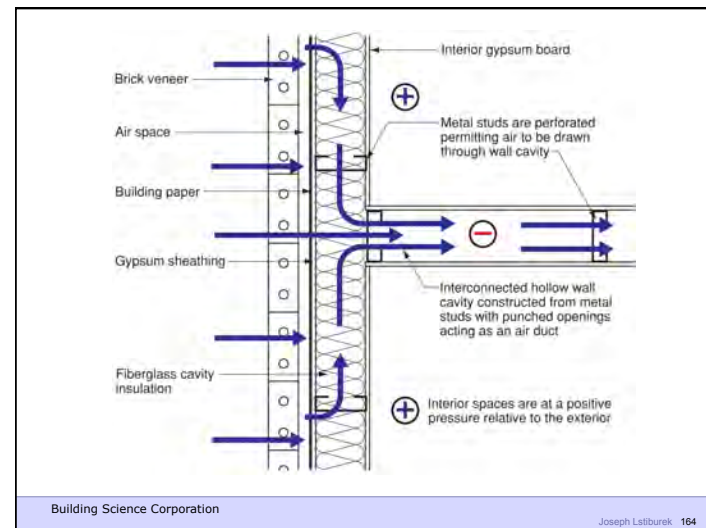 Brick veneer
Air space
Building paper
Gypsum sheathing
Fiberglass cavity
insulation
Interior gypsum board
+
Metal studs are perforated
permitting air to be drawn
through wall cavity
−
Interconnected hollow wall
cavity constructed from metal
studs with punched openings
acting as an air duct
+
Interior spaces are at a positive
pressure relative to the exterior
Building Science Corporation
Joseph Lstiburek 164